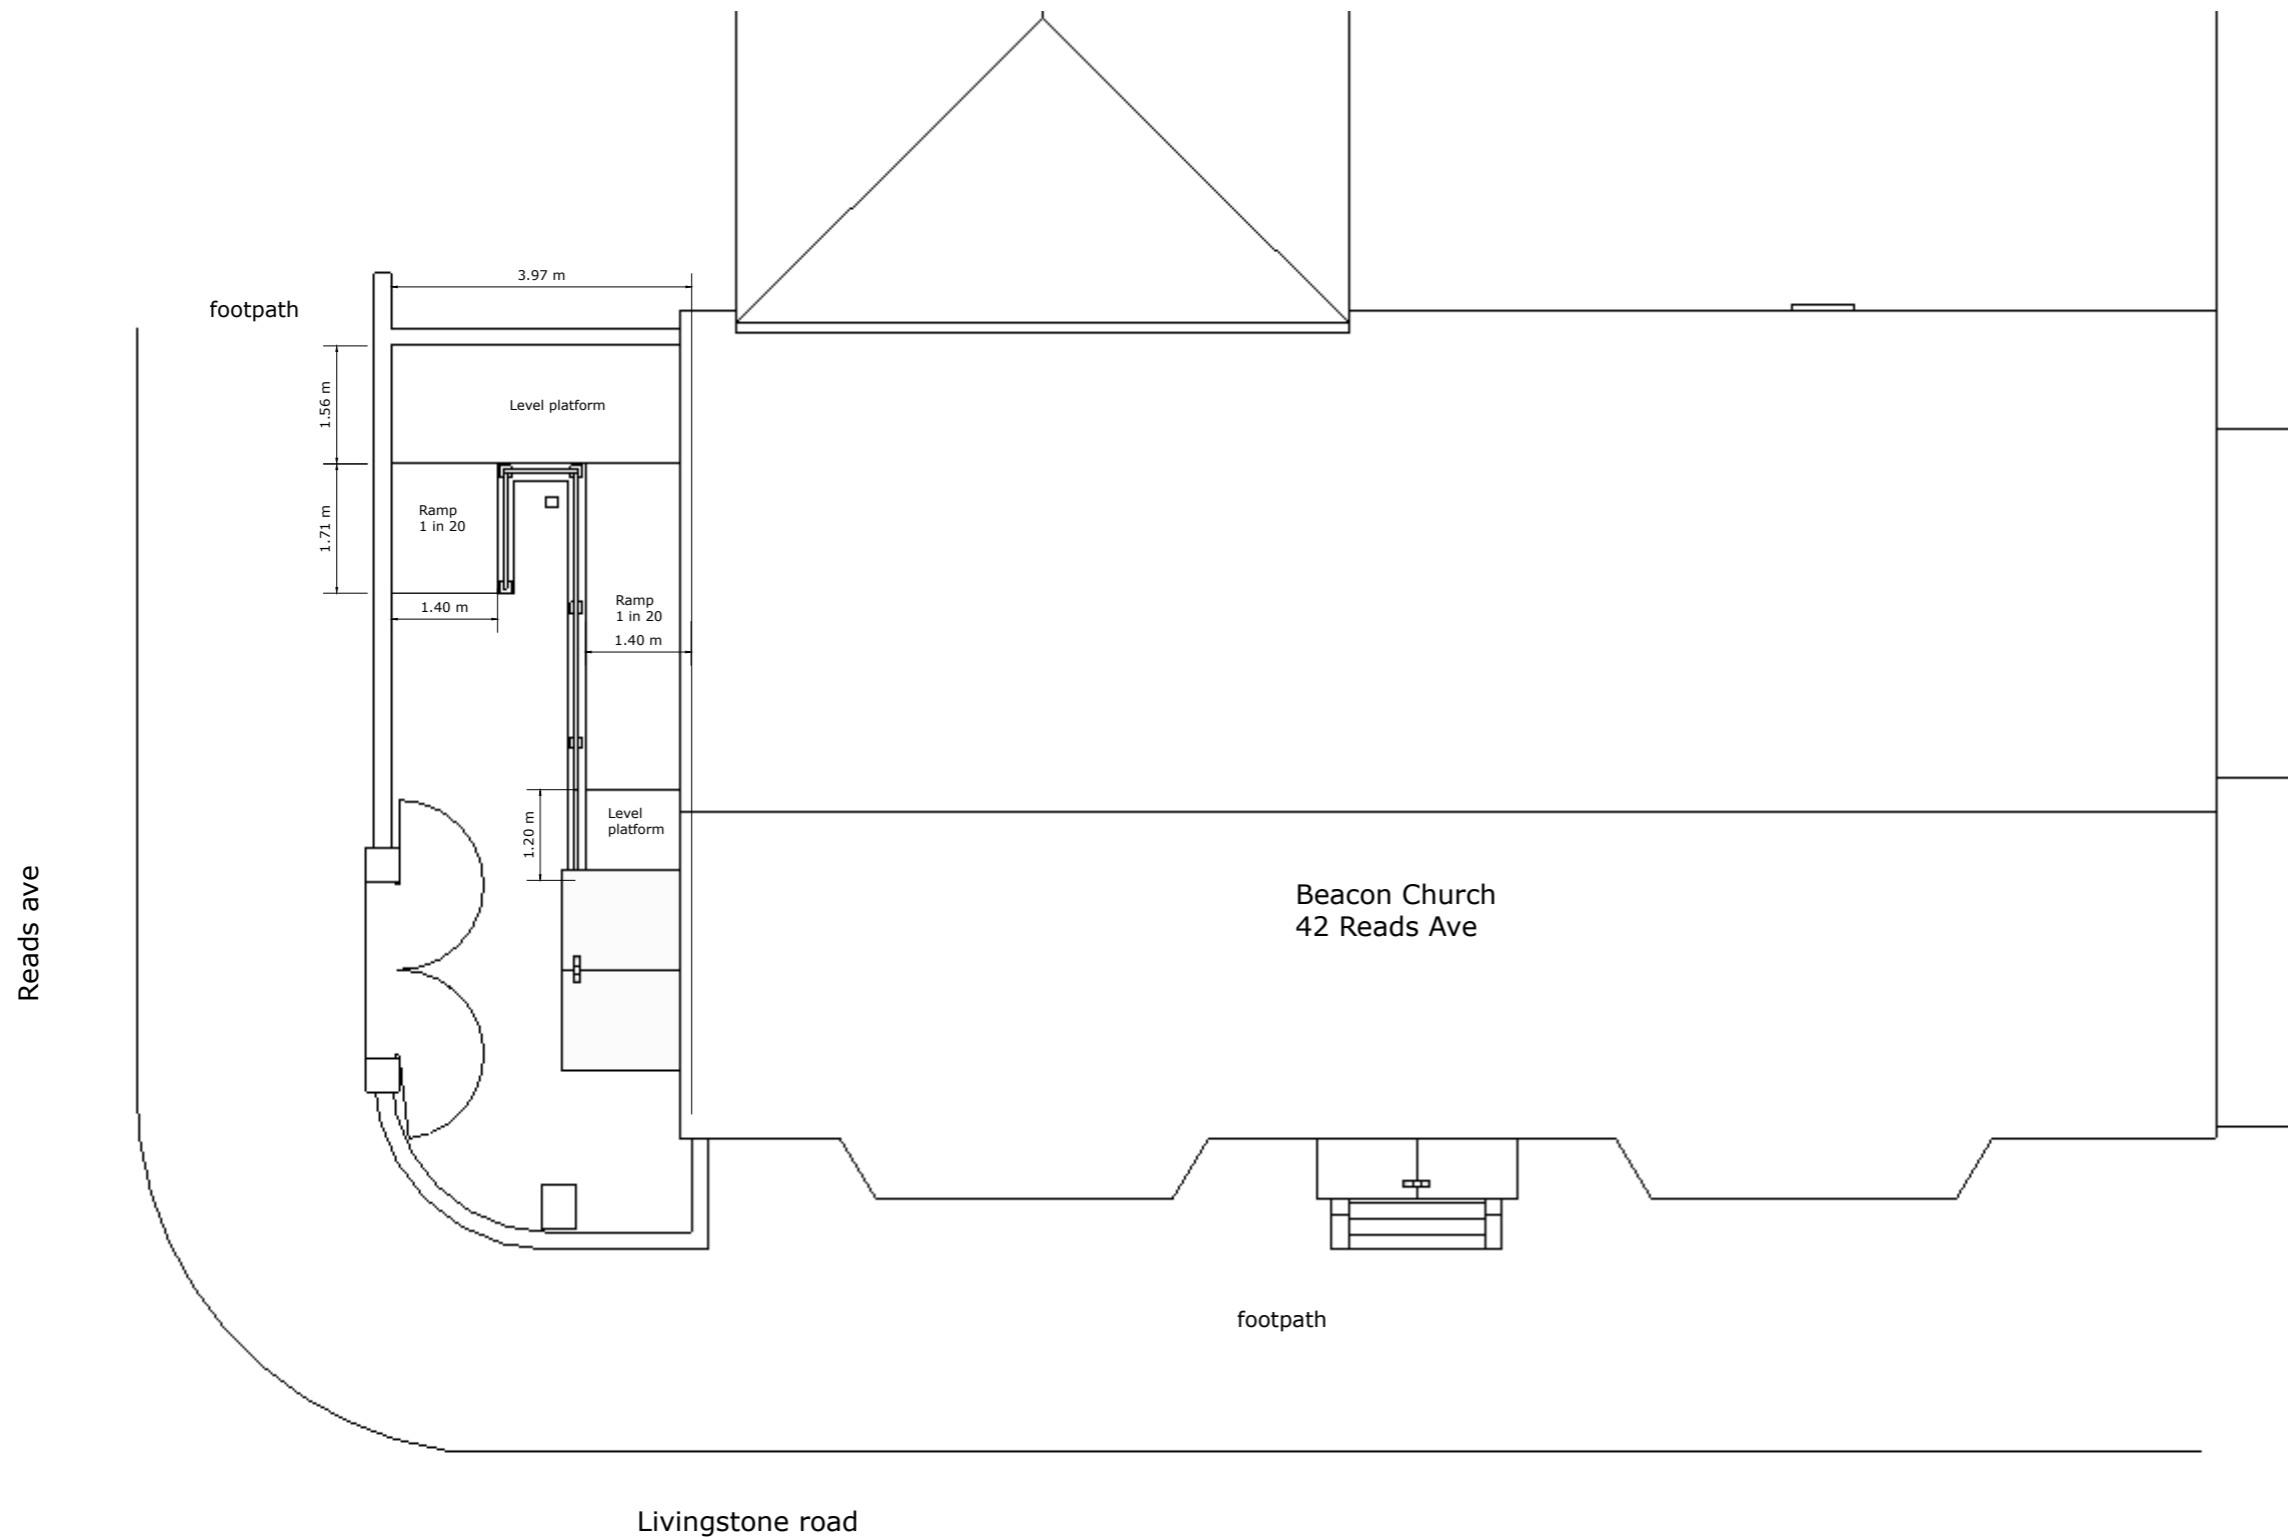 3.97 m
footpath
1.56 m
Level platform
1.71 m
Ramp
1 in 20
1.40 m
Ramp
1 in 20
1.40 m
1.20 m
Level
platform
Reads ave
Beacon Church
42 Reads Ave
footpath
Livingstone road